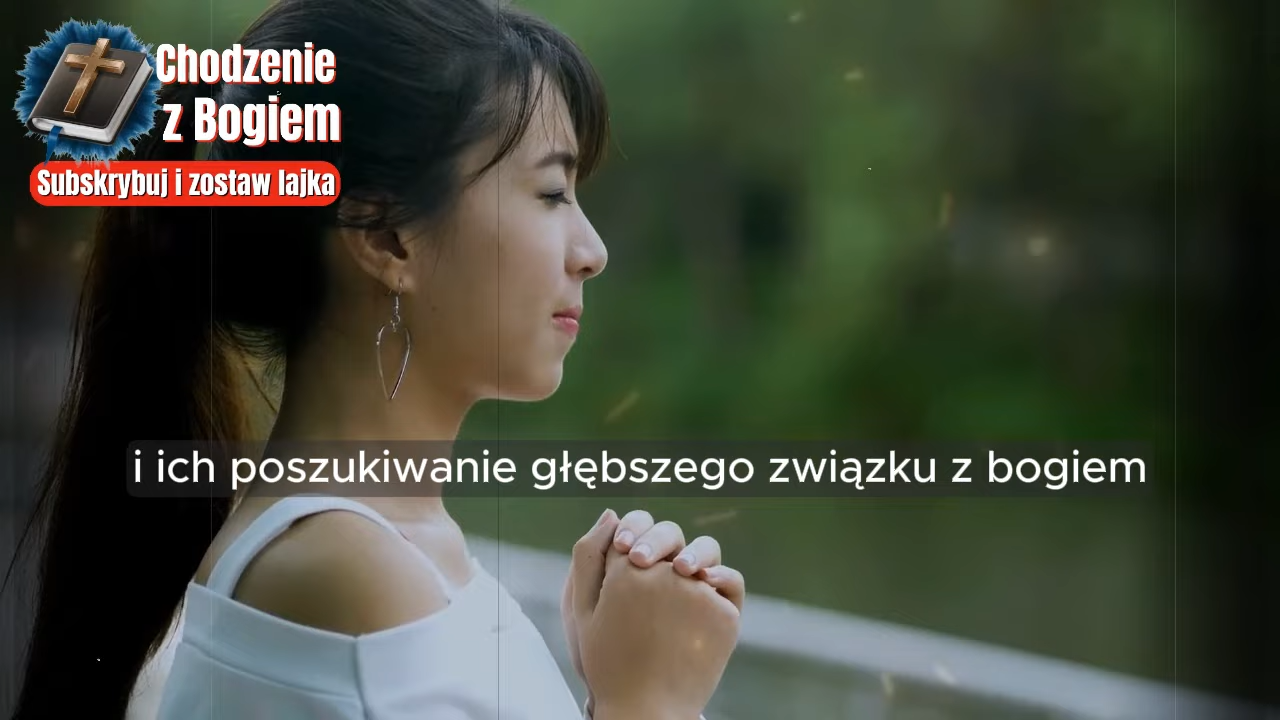 Chodzenie
z Bogiem
Subskrybuj i zostaw lajka
i ich poszukiwanie głębszego związku z bogiem